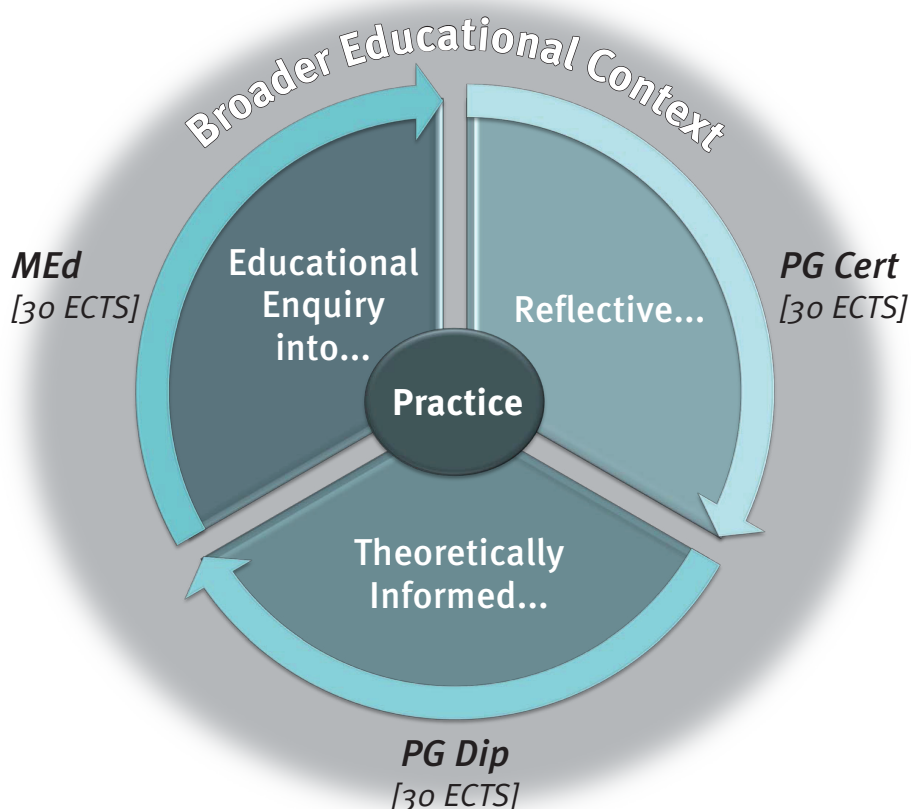 Broader Educational Context
MEd
[30 ECTS]
PG Cert
[30 ECTS]
Educational
Enquiry
into...
Reflective...
Practice
Theoretically
Informed...
PG Dip
[30 ECTS]